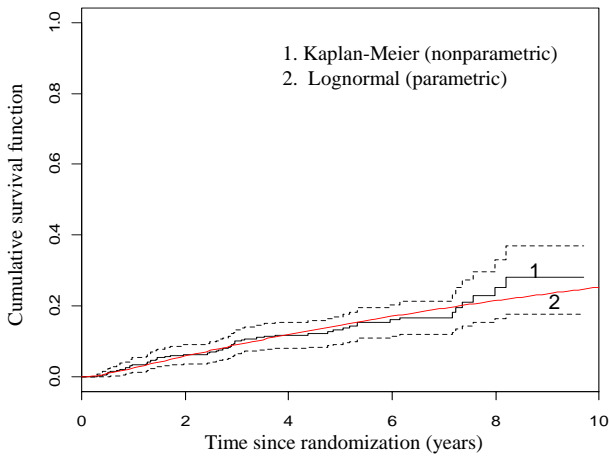 1. Kaplan-Meier (nonparametric)
2. Lognormal (parametric)
Cumulative survival function
1.0
0.8
0.6
0.4
0.2
0.0
1
2
0 2 4 6 8 10
Time since randomization (years)